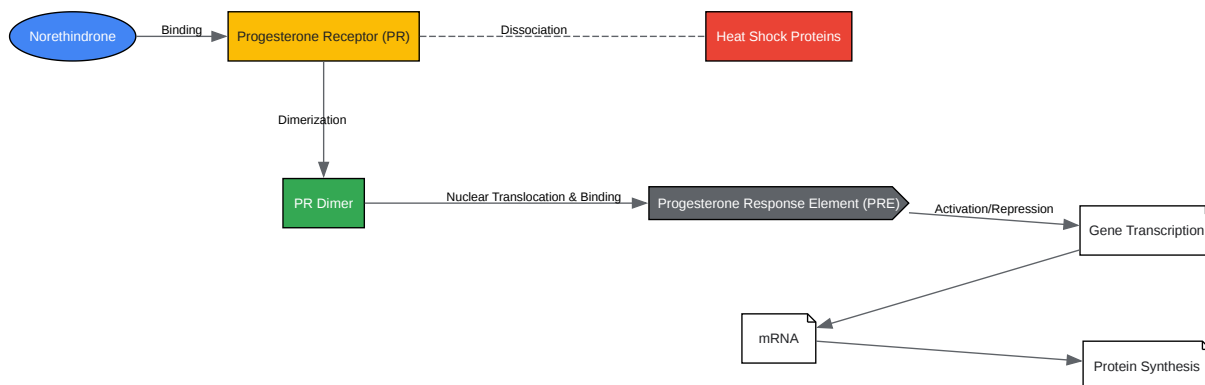 Norethindrone
Binding
Progesterone Receptor (PR)
Dissociation
Heat Shock Proteins
Dimerization
PR Dimer
Nuclear Translocation & Binding
Progesterone Response Element (PRE)
Activation/Repression
Gene Transcription
mRNA
Protein Synthesis